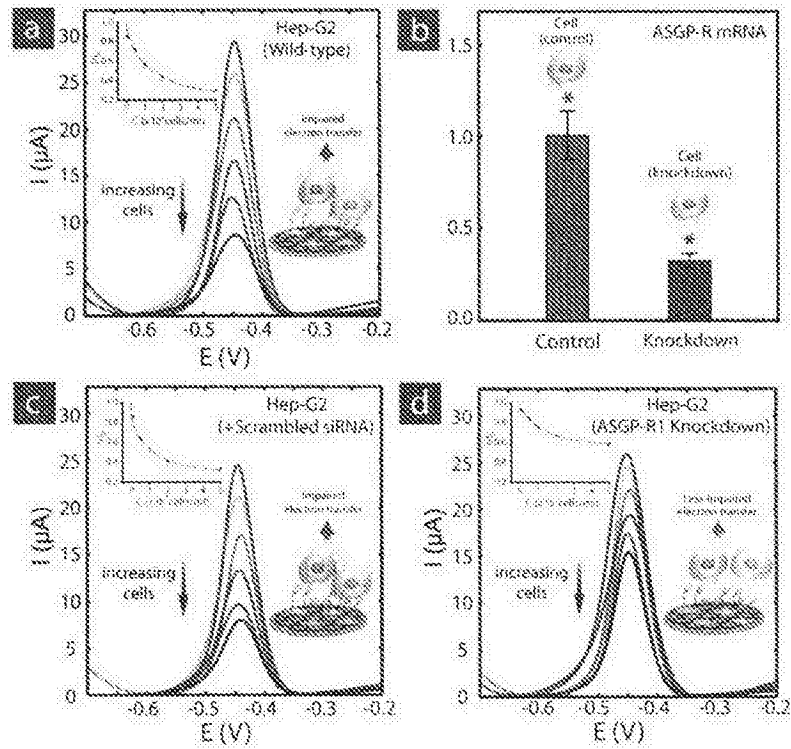 a
Hep-G2
(Wild-type)
Impaired
electron transfer
increasing
cells
30
25
20
15
10
5
0
I (µA)
-0.6
-0.5
-0.4
-0.3
-0.2
E (V)
b
ASGP-R mRNA
Cell
(control)
*
Cell
(knockdown)
*
1.5
1.0
0.5
0.0
Control
Knockdown
c
Hep-G2
(+Scrambled siRNA)
Impaired
electron transfer
increasing
cells
30
25
20
15
10
5
0
I (µA)
-0.6
-0.5
-0.4
-0.3
-0.2
E (V)
d
Hep-G2
(ASGP-R1 Knockdown)
Less impaired
electron transfer
increasing
cells
30
25
20
15
10
5
0
I (µA)
-0.6
-0.5
-0.4
-0.3
-0.2
E (V)